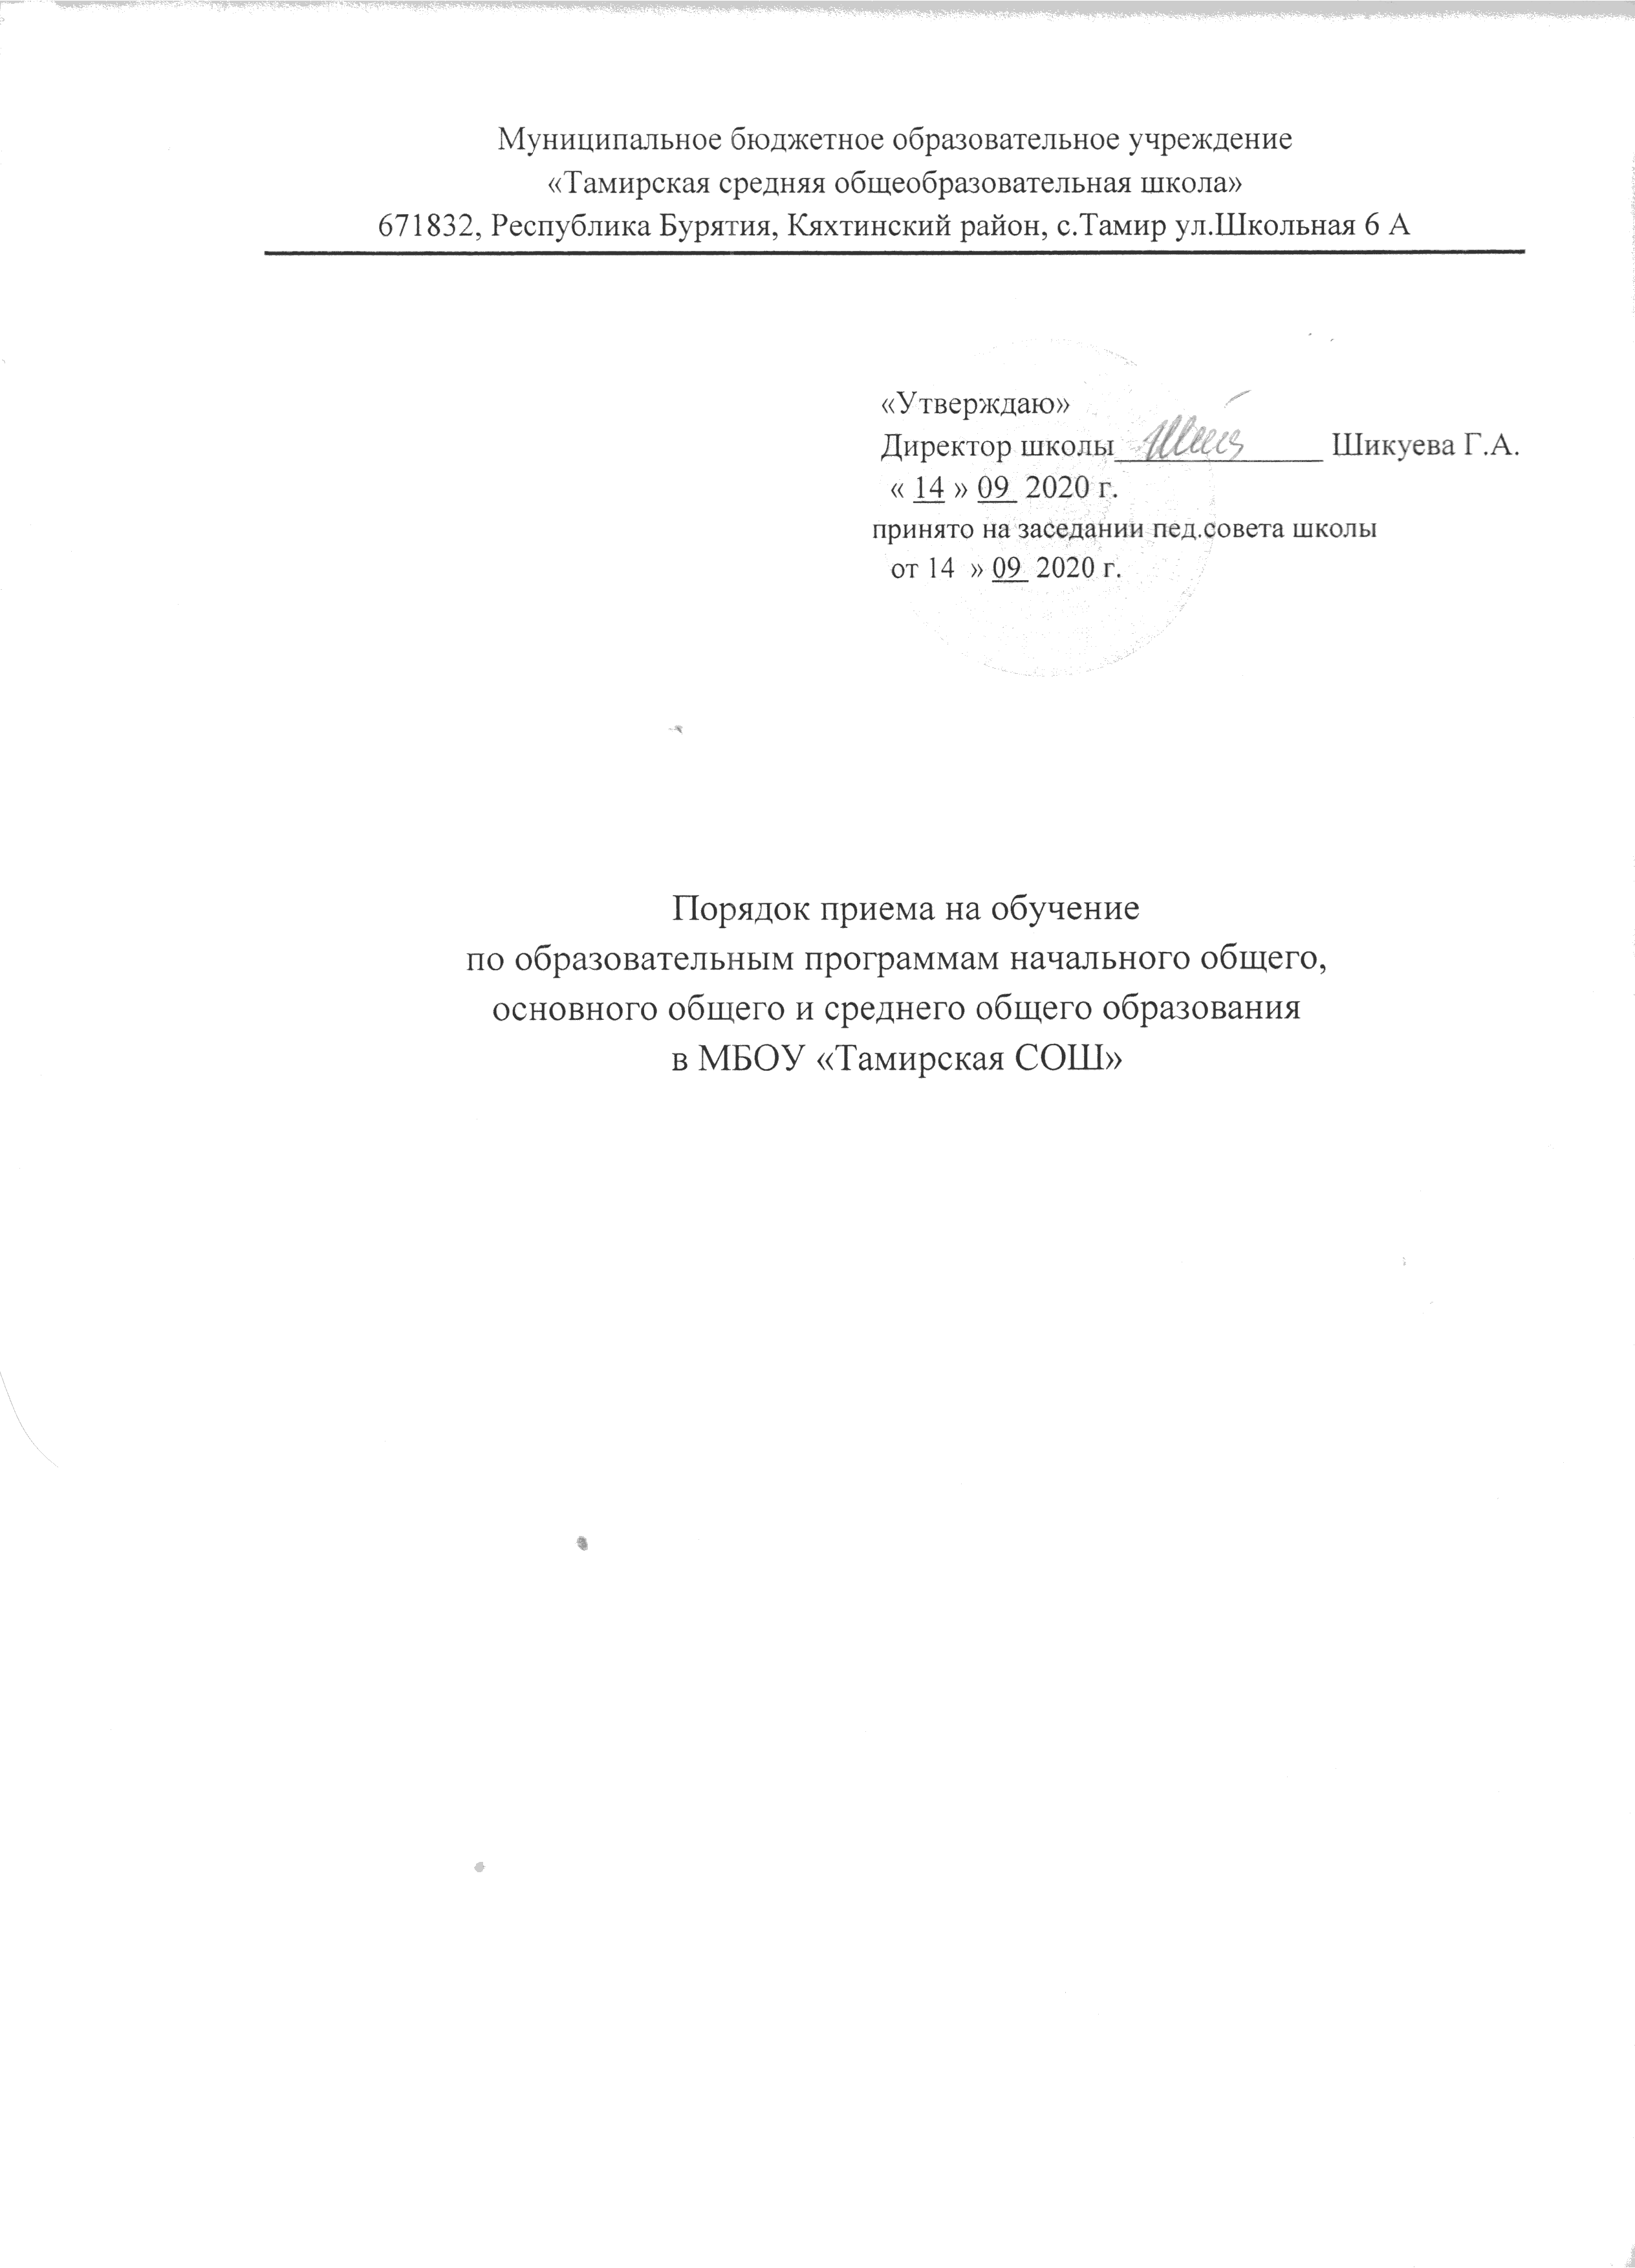 Муниципальное бюджетное образовательное учреждение
«Тамирская средняя общеобразовательная школа»
671832, Республика Бурятия, Кяхтинский район, с.Тамир ул.Школьная 6 А
«Утверждаю»
Директор школы_____________ Шикуева Г.А.
« 14 » 09 2020 г.
принято на заседании пед.совета школы
от 14 » 09 2020 г.
Порядок приема на обучение
по образовательным программам начального общего,
основного общего и среднего общего образования
в МБОУ «Тамирская СОШ»